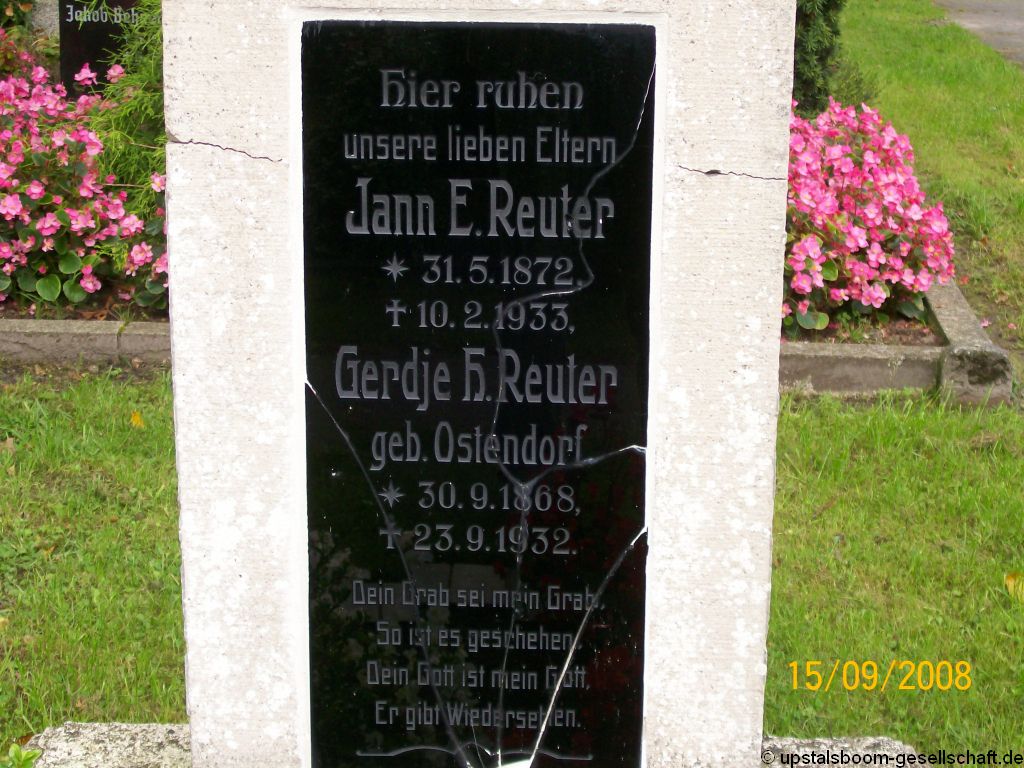 Jakob
Hier ruhen
unsere lieben Eltern
Jann E. Reuter
* 31. 5. 1872,
† 10. 2. 1933,
Gerdje H. Reuter
geb. Ostendorf
* 30. 9. 1868,
† 23. 9. 1932.
Dein Grab sei mein Grab,
So ist es geschehen,
Dein Gott ist mein Gott,
Er gibt Wiedersehen.
15/09/2008
© upstalsboom-gesellschaft.de